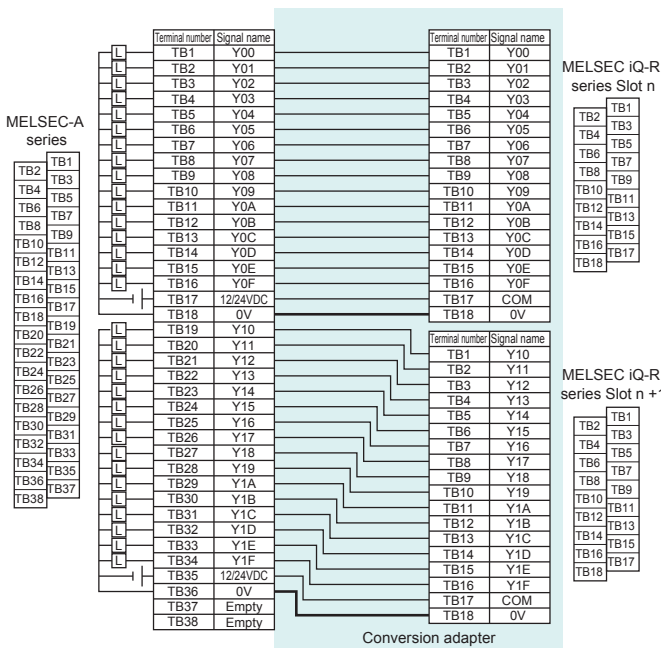 MELSEC-A
series
TB1
TB2
TB3
TB4
TB5
TB6
TB7
TB8
TB9
TB10
TB11
TB12
TB13
TB14
TB15
TB16
TB17
TB18
TB19
TB20
TB21
TB22
TB23
TB24
TB25
TB26
TB27
TB28
TB29
TB30
TB31
TB32
TB33
TB34
TB35
TB36
TB37
TB38
Terminal number Signal name
L TB1 Y00
L TB2 Y01
L TB3 Y02
L TB4 Y03
L TB5 Y04
L TB6 Y05
L TB7 Y06
L TB8 Y07
L TB9 Y08
L TB10 Y09
L TB11 Y0A
L TB12 Y0B
L TB13 Y0C
L TB14 Y0D
L TB15 Y0E
L TB16 Y0F
TB17 12/24VDC
TB18 0V
L TB19 Y10
L TB20 Y11
L TB21 Y12
L TB22 Y13
L TB23 Y14
L TB24 Y15
L TB25 Y16
L TB26 Y17
L TB27 Y18
L TB28 Y19
L TB29 Y1A
L TB30 Y1B
L TB31 Y1C
L TB32 Y1D
L TB33 Y1E
L TB34 Y1F
TB35 12/24VDC
TB36 0V
TB37 Empty
TB38 Empty
Terminal number Signal name
TB1 Y00
TB2 Y01
TB3 Y02
TB4 Y03
TB5 Y04
TB6 Y05
TB7 Y06
TB8 Y07
TB9 Y08
TB10 Y09
TB11 Y0A
TB12 Y0B
TB13 Y0C
TB14 Y0D
TB15 Y0E
TB16 Y0F
TB17 COM
TB18 0V
Terminal number Signal name
TB1 Y10
TB2 Y11
TB3 Y12
TB4 Y13
TB5 Y14
TB6 Y15
TB7 Y16
TB8 Y17
TB9 Y18
TB10 Y19
TB11 Y1A
TB12 Y1B
TB13 Y1C
TB14 Y1D
TB15 Y1E
TB16 Y1F
TB17 COM
TB18 0V
Conversion adapter
MELSEC iQ-R
series Slot n
TB1
TB2
TB3
TB4
TB5
TB6
TB7
TB8
TB9
TB10
TB11
TB12
TB13
TB14
TB15
TB16
TB17
TB18
MELSEC iQ-R
series Slot n +1
TB1
TB2
TB3
TB4
TB5
TB6
TB7
TB8
TB9
TB10
TB11
TB12
TB13
TB14
TB15
TB16
TB17
TB18